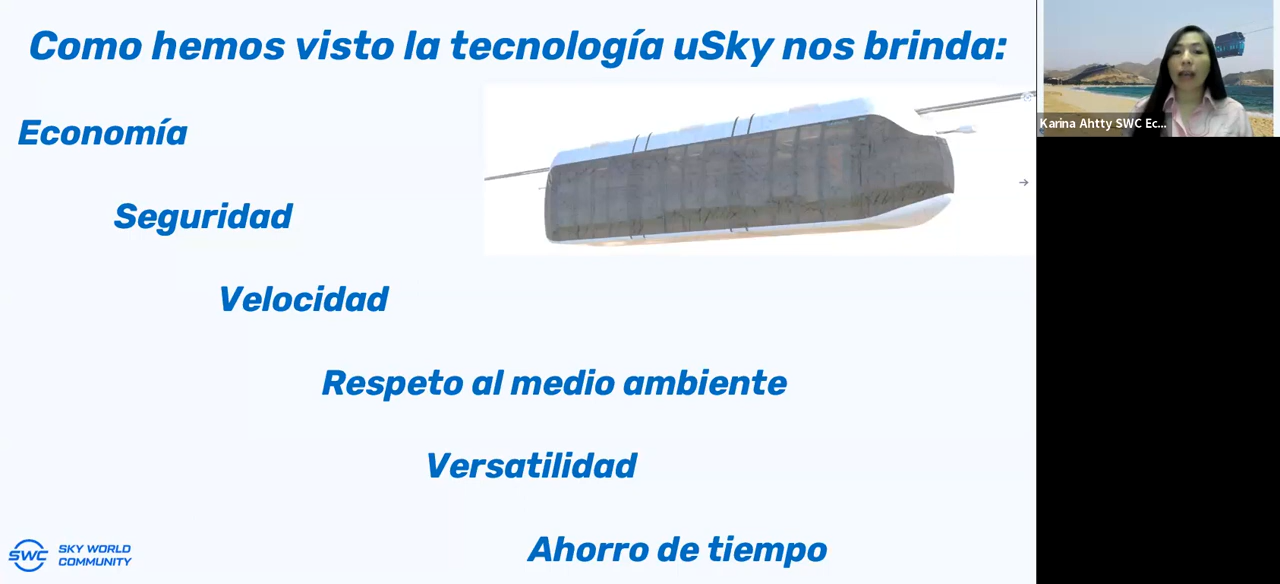 Como hemos visto la tecnología uSky nos brinda:
Economía
Seguridad
Velocidad
Respeto al medio ambiente
Versatilidad
Ahorro de tiempo
SWC
SKY WORLD
COMMUNITY
Karina Ahtty SWC Ec...